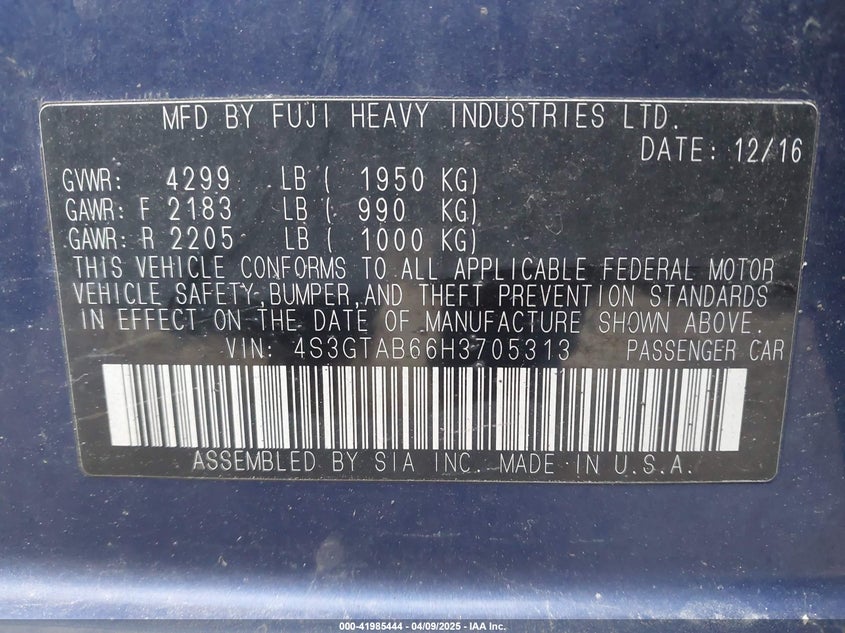 MFD BY FUJI HEAVY INDUSTRIES LTD.
DATE: 12/16
GVWR: 4299 LB ( 1950 KG)
GAWR: F 2183 LB ( 990 KG)
GAWR: R 2205 LB ( 1000 KG)
THIS VEHICLE CONFORMS TO ALL APPLICABLE FEDERAL MOTOR
VEHICLE SAFETY,BUMPER,AND THEFT PREVENTION STANDARDS
IN EFFECT ON THE DATE OF MANUFACTURE SHOWN ABOVE.
VIN: 4S3GTAB66H3705313 PASSENGER CAR
ASSEMBLED BY SIA INC. MADE IN U.S.A.
000-41985444 - 04/09/2025 - IAA Inc.